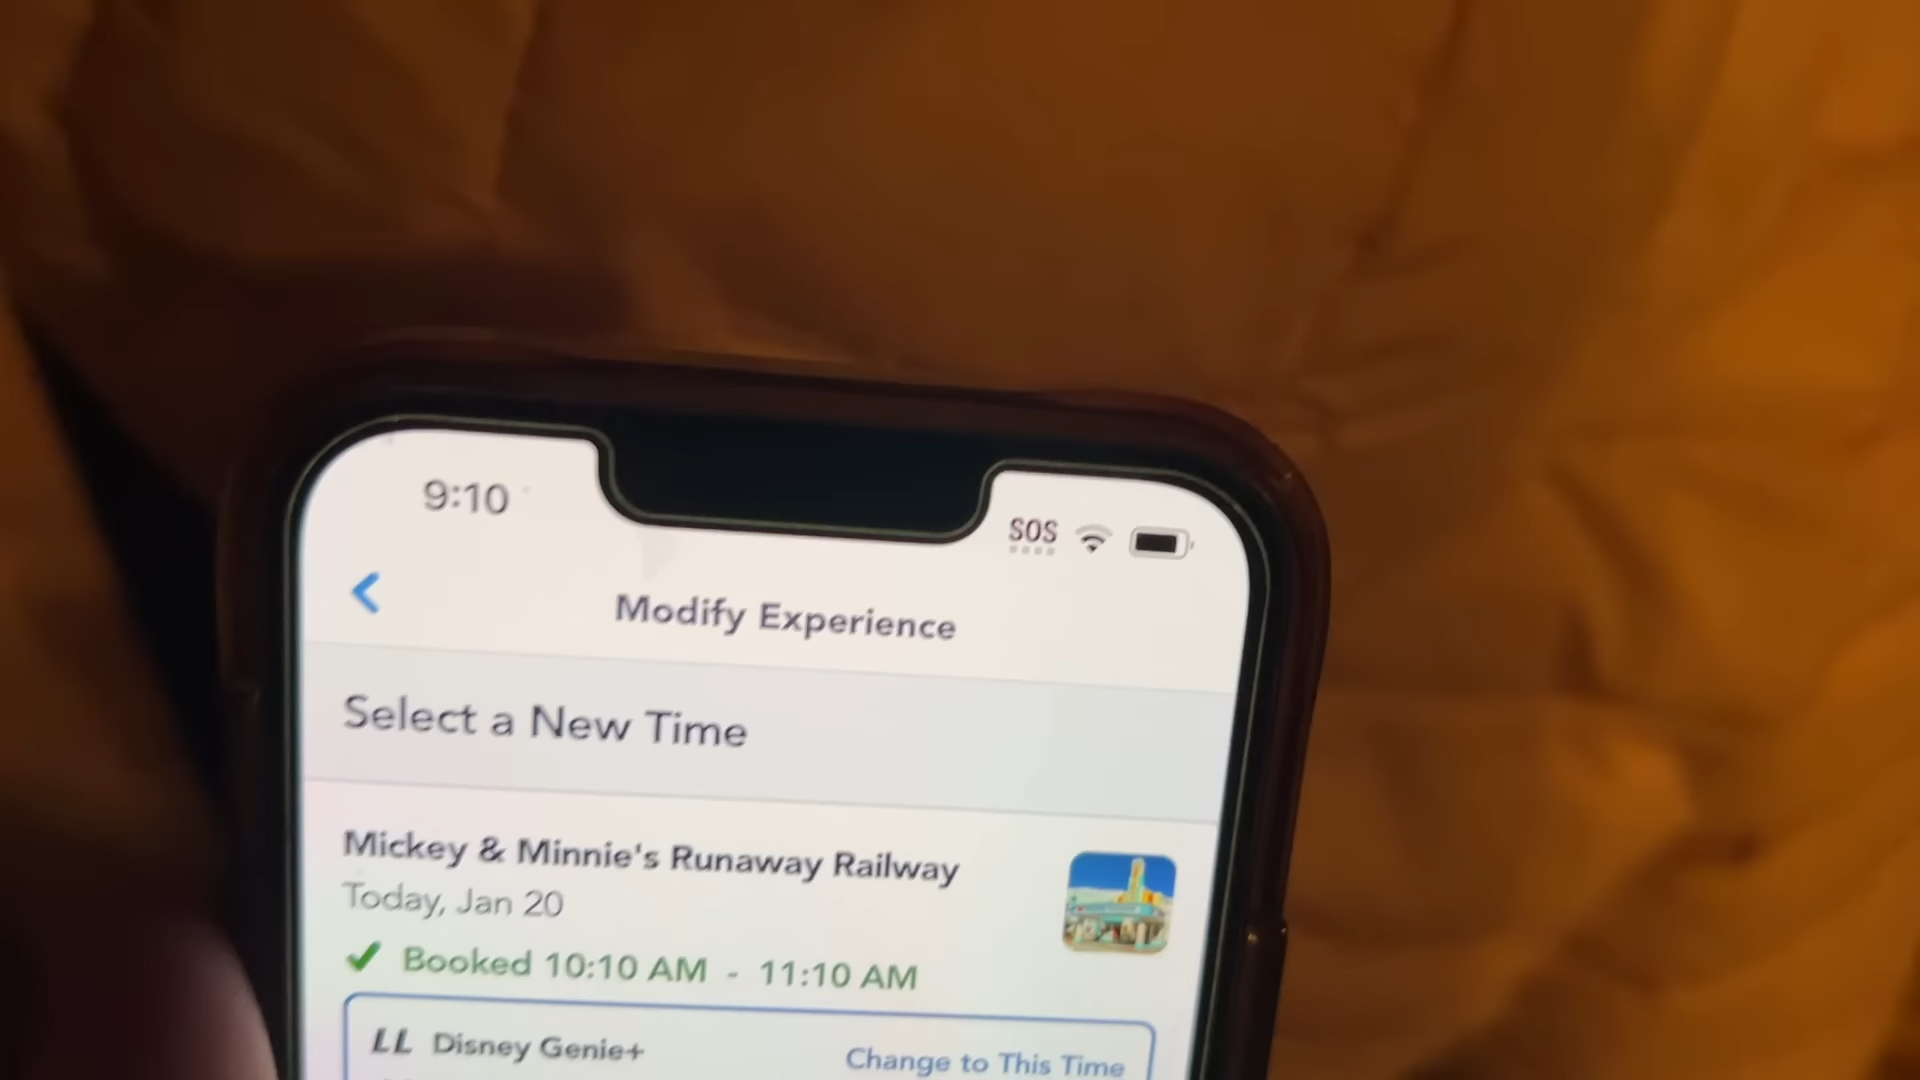 9:10
SOS
Modify Experience
Select a New Time
Mickey & Minnie's Runaway Railway
Today, Jan 20
Booked 10:10 AM - 11:10 AM
LL Disney Genie+
Change to This Time